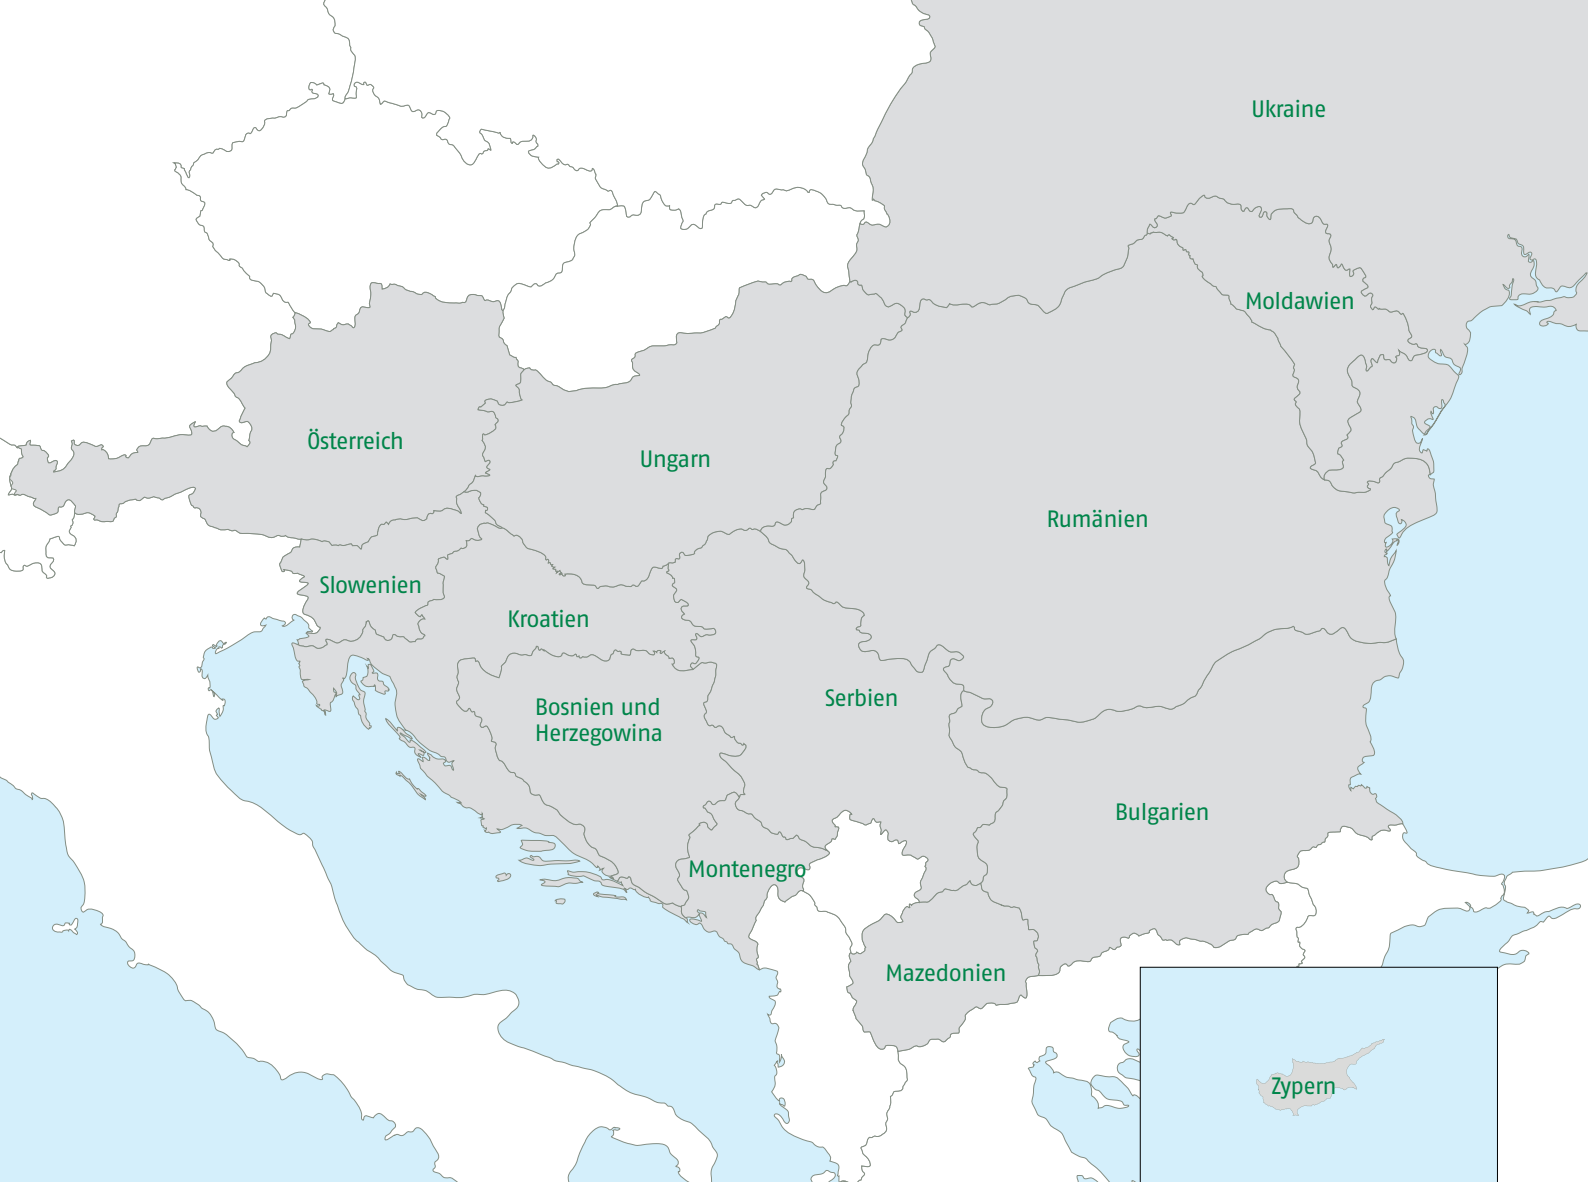 Ukraine
Moldawien
Österreich
Ungarn
Rumänien
Slowenien
Kroatien
Serbien
Bosnien und
Herzegowina
Bulgarien
Montenegro
Mazedonien
Zypern